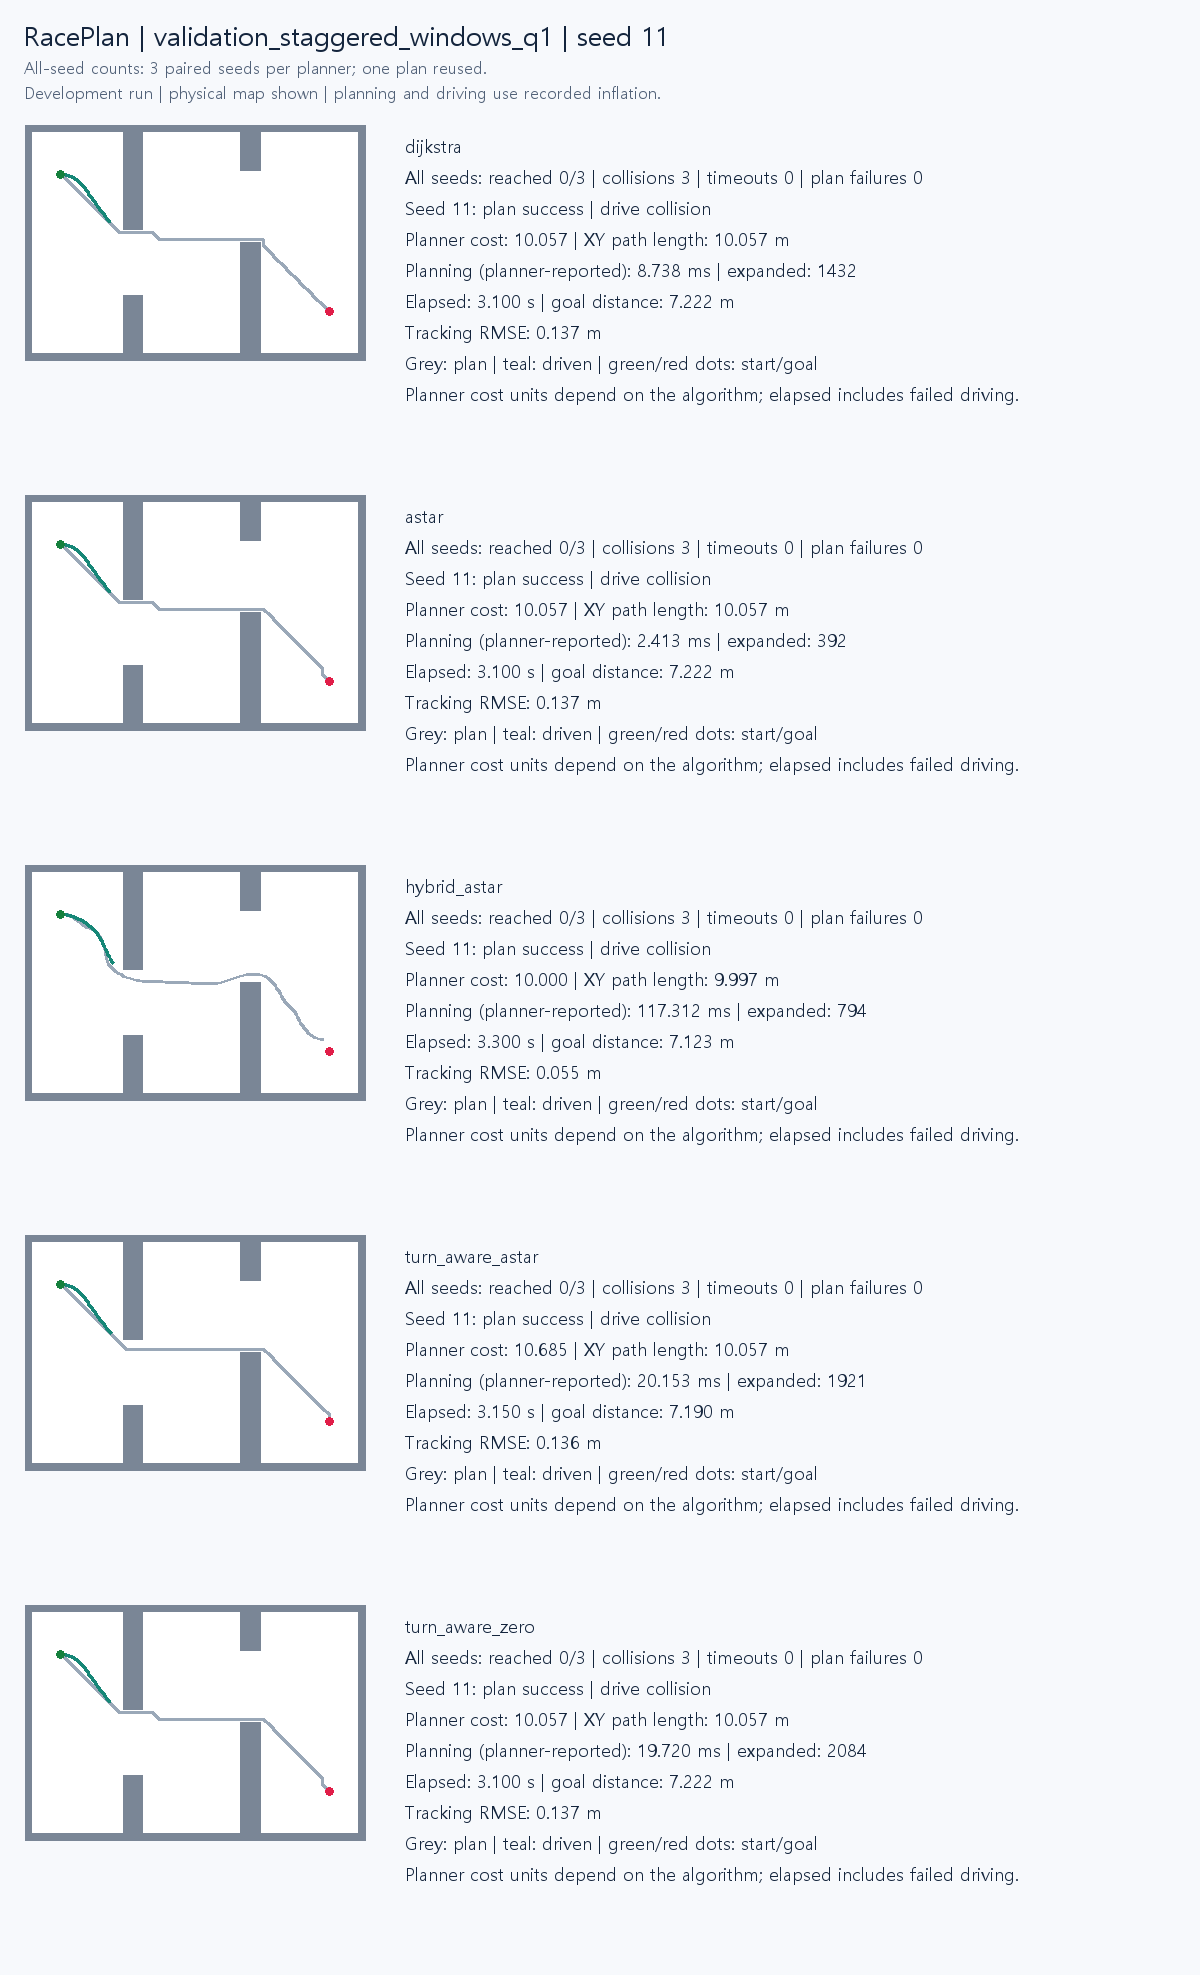 RacePlan | validation_staggered_windows_q1 | seed 11
All-seed counts: 3 paired seeds per planner; one plan reused.
Development run | physical map shown | planning and driving use recorded inflation.
dijkstra
All seeds: reached 0/3 | collisions 3 | timeouts 0 | plan failures 0
Seed 11: plan success | drive collision
Planner cost: 10.057 | XY path length: 10.057 m
Planning (planner-reported): 8.738 ms | expanded: 1432
Elapsed: 3.100 s | goal distance: 7.222 m
Tracking RMSE: 0.137 m
Grey: plan | teal: driven | green/red dots: start/goal
Planner cost units depend on the algorithm; elapsed includes failed driving.
astar
All seeds: reached 0/3 | collisions 3 | timeouts 0 | plan failures 0
Seed 11: plan success | drive collision
Planner cost: 10.057 | XY path length: 10.057 m
Planning (planner-reported): 2.413 ms | expanded: 392
Elapsed: 3.100 s | goal distance: 7.222 m
Tracking RMSE: 0.137 m
Grey: plan | teal: driven | green/red dots: start/goal
Planner cost units depend on the algorithm; elapsed includes failed driving.
hybrid_astar
All seeds: reached 0/3 | collisions 3 | timeouts 0 | plan failures 0
Seed 11: plan success | drive collision
Planner cost: 10.000 | XY path length: 9.997 m
Planning (planner-reported): 117.312 ms | expanded: 794
Elapsed: 3.300 s | goal distance: 7.123 m
Tracking RMSE: 0.055 m
Grey: plan | teal: driven | green/red dots: start/goal
Planner cost units depend on the algorithm; elapsed includes failed driving.
turn_aware_astar
All seeds: reached 0/3 | collisions 3 | timeouts 0 | plan failures 0
Seed 11: plan success | drive collision
Planner cost: 10.685 | XY path length: 10.057 m
Planning (planner-reported): 20.153 ms | expanded: 1921
Elapsed: 3.150 s | goal distance: 7.190 m
Tracking RMSE: 0.136 m
Grey: plan | teal: driven | green/red dots: start/goal
Planner cost units depend on the algorithm; elapsed includes failed driving.
turn_aware_zero
All seeds: reached 0/3 | collisions 3 | timeouts 0 | plan failures 0
Seed 11: plan success | drive collision
Planner cost: 10.057 | XY path length: 10.057 m
Planning (planner-reported): 19.720 ms | expanded: 2084
Elapsed: 3.100 s | goal distance: 7.222 m
Tracking RMSE: 0.137 m
Grey: plan | teal: driven | green/red dots: start/goal
Planner cost units depend on the algorithm; elapsed includes failed driving.